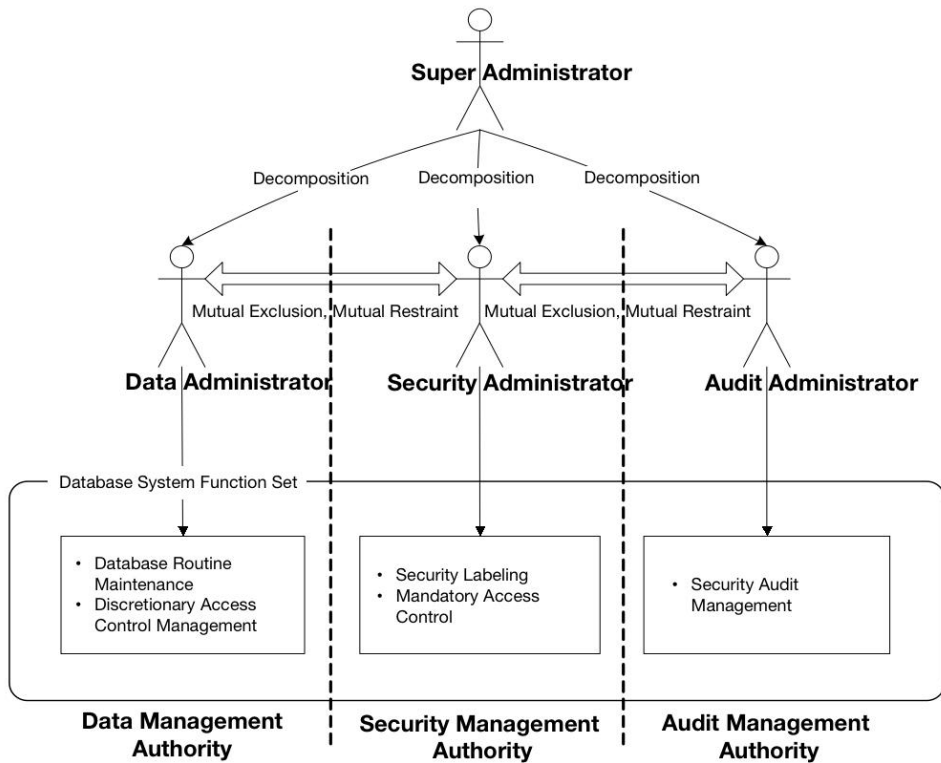 Super Administrator
Decomposition
Decomposition
Decomposition
Mutual Exclusion, Mutual Restraint
Mutual Exclusion, Mutual Restraint
Data Administrator
Security Administrator
Audit Administrator
Database System Function Set
• Database Routine
Maintenance
• Discretionary Access
Control Management
• Security Labeling
• Mandatory Access
Control
• Security Audit
Management
Data Management
Authority
Security Management
Authority
Audit Management
Authority